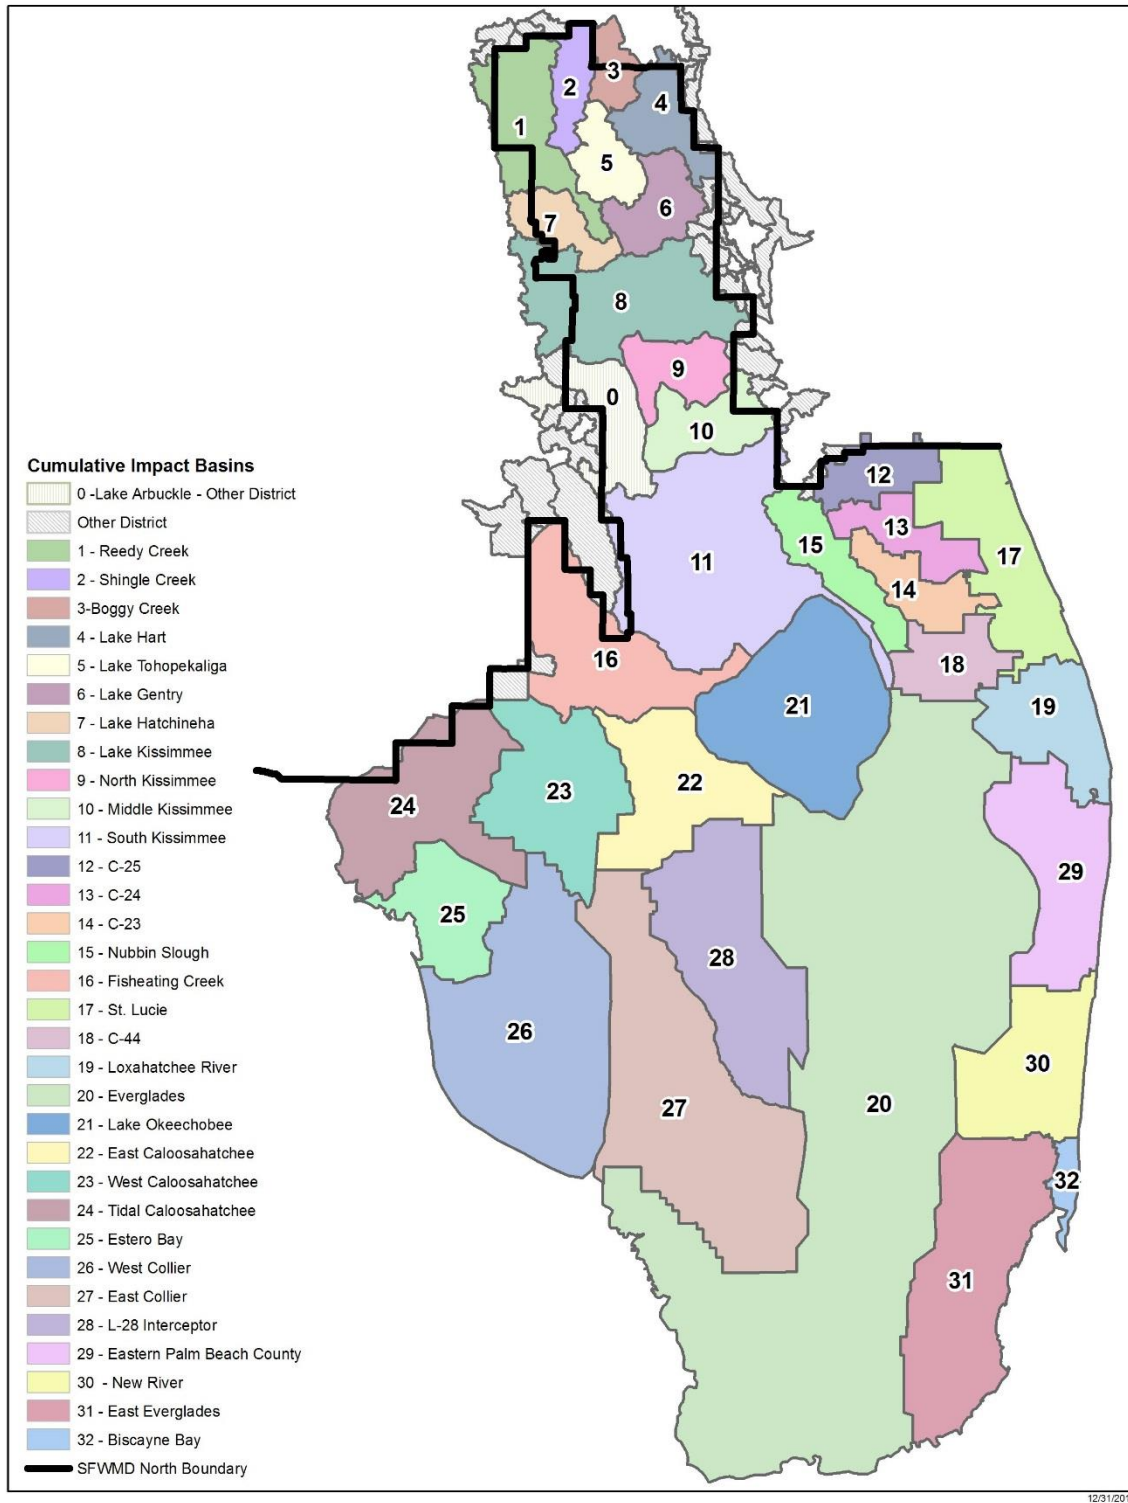 3
2
4
1
5
6
7
8
9
0
10
12
13
15
17
11
14
16
18
21
19
23
22
24
29
25
28
26
30
27
20
32
31
Cumulative Impact Basins
0 -Lake Arbuckle - Other District
Other District
1 - Reedy Creek
2 - Shingle Creek
3-Boggy Creek
4 - Lake Hart
5 - Lake Tohopekaliga
6 - Lake Gentry
7 - Lake Hatchineha
8 - Lake Kissimmee
9 - North Kissimmee
10 - Middle Kissimmee
11 - South Kissimmee
12 - C-25
13 - C-24
14 - C-23
15 - Nubbin Slough
16 - Fisheating Creek
17 - St. Lucie
18 - C-44
19 - Loxahatchee River
20 - Everglades
21 - Lake Okeechobee
22 - East Caloosahatchee
23 - West Caloosahatchee
24 - Tidal Caloosahatchee
25 - Estero Bay
26 - West Collier
27 - East Collier
28 - L-28 Interceptor
29 - Eastern Palm Beach County
30 - New River
31 - East Everglades
32 - Biscayne Bay
SFWMD North Boundary
12/31/201